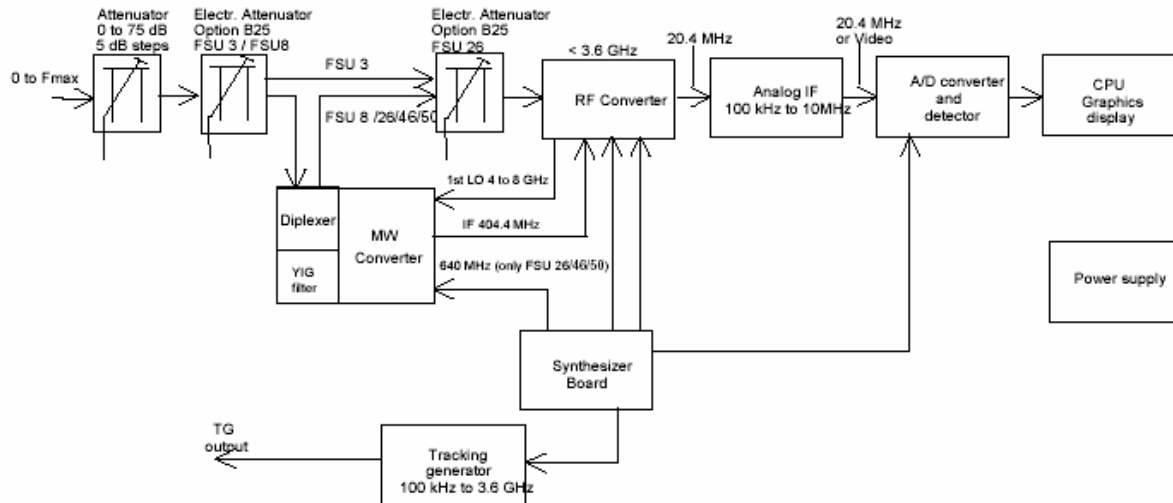 Attenuator
0 to 75 dB
5 dB steps
Electr. Attenuator
Option B25
FSU 3 / FSU8
Electr. Attenuator
Option B25
FSU 26
0 to Fmax
FSU 3
FSU 8 /26/46/50
< 3.6 GHz
RF Converter
20.4 MHz
Analog IF
100 kHz to 10MHz
20.4 MHz
or Video
A/D converter
and
detector
CPU
Graphics
display
1st LO 4 to 8 GHz
Diplexer
MW
Converter
IF 404.4 MHz
YIG
filter
640 MHz (only FSU 26/46/50)
Power supply
Synthesizer
Board
TG
output
Tracking
generator
100 kHz to 3.6 GHz